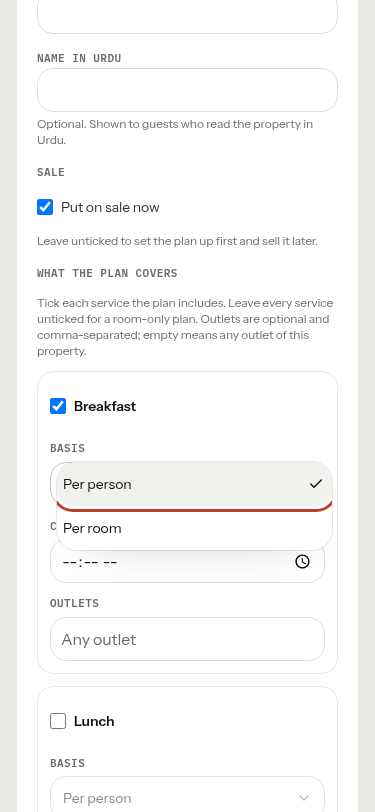 NAME IN URDU
Optional. Shown to guests who read the property in
Urdu.
SALE
Put on sale now
Leave unticked to set the plan up first and sell it later.
WHAT THE PLAN COVERS
Tick each service the plan includes. Leave every service
unticked for a room-only plan. Outlets are optional and
comma-separated; empty means any outlet of this
property.
Breakfast
BASIS
Per person
Per room
--:-- --
OUTLETS
Any outlet
Lunch
BASIS
Per person